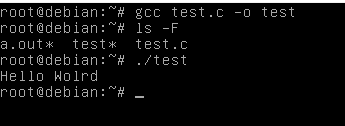 root@debian:~# gcc test.c -o test
root@debian:~# ls -F
a.out*  test*  test.c
root@debian:~# ./test
Hello Wolrd
root@debian:~# _